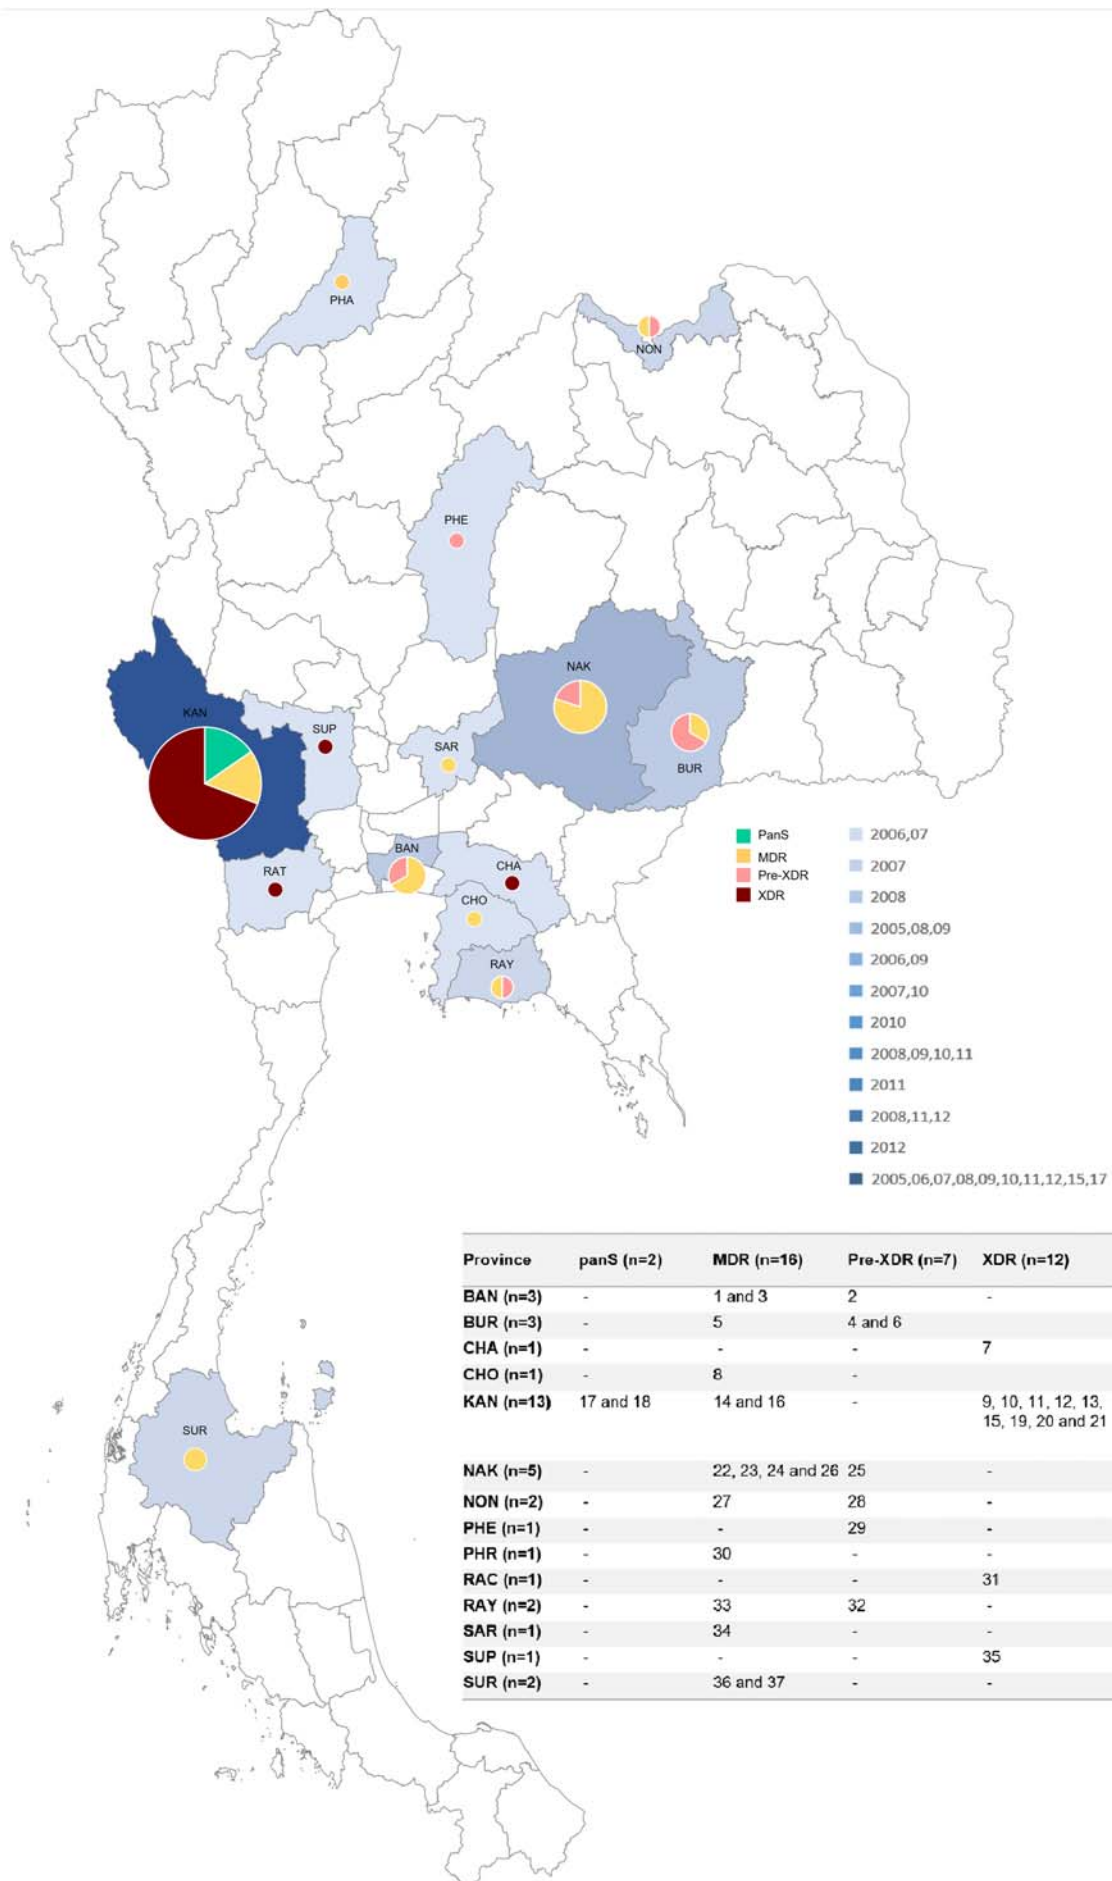 PHA
NON
PHE
NAK
KAN
SUP
SAR
BUR
BAN
RAT
CHA
CHO
RAY
SUR
PanS
MDR
Pre-XDR
XDR
2006,07
2007
2008
2005,08,09
2006,09
2007,10
2010
2008,09,10,11
2011
2008,11,12
2012
2005,06,07,08,09,10,11,12,15,17
Province panS (n=2) MDR (n=16) Pre-XDR (n=7) XDR (n=12)
BAN (n=3) - 1 and 3 2 -
BUR (n=3) - 5 4 and 6
CHA (n=1) - - - 7
CHO (n=1) - 8 -
KAN (n=13) 17 and 18 14 and 16 - 9, 10, 11, 12, 13,
15, 19, 20 and 21
NAK (n=5) - 22, 23, 24 and 26 25 -
NON (n=2) - 27 28 -
PHE (n=1) - - 29 -
PHR (n=1) - 30 - -
RAC (n=1) - - - 31
RAY (n=2) - 33 32 -
SAR (n=1) - 34 - -
SUP (n=1) - - - 35
SUR (n=2) - 36 and 37 - -